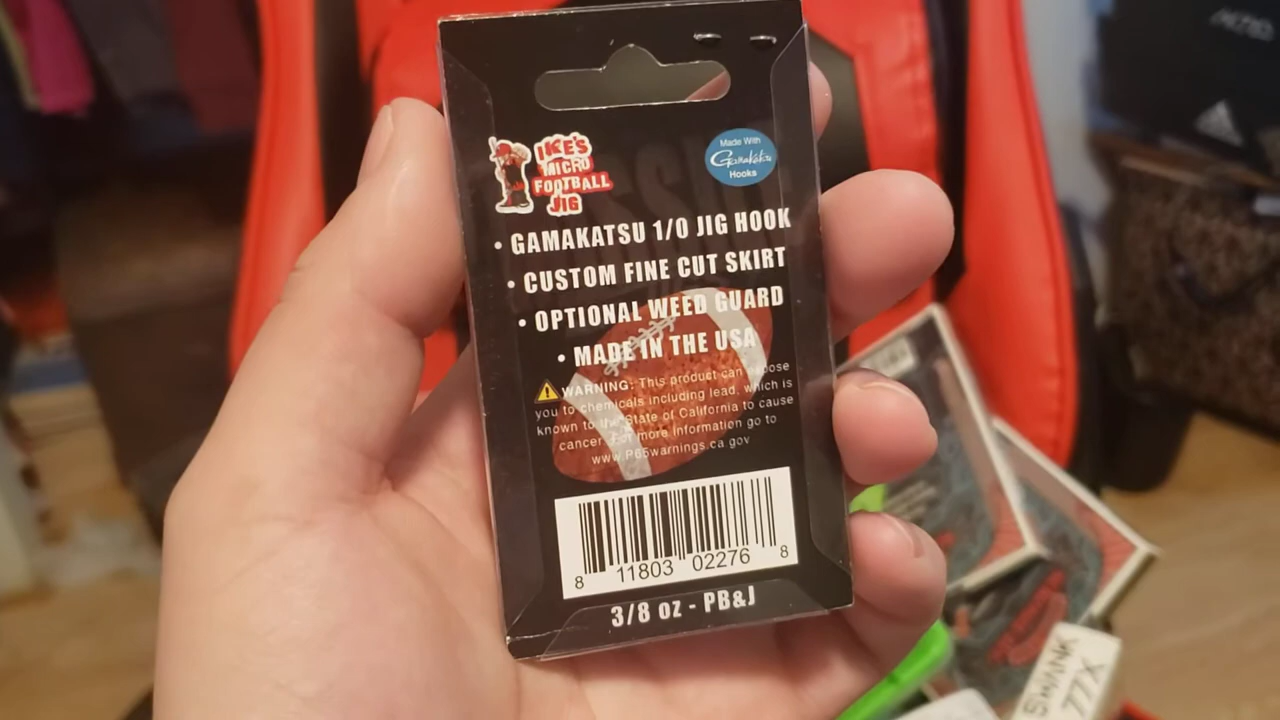 IKE'S
MICRO
FOOTBALL
JIG
Made With
Gamakatsu
Hooks
• GAMAKATSU 1/0 JIG HOOK
• CUSTOM FINE CUT SKIRT
• OPTIONAL WEED GUARD
• MADE IN THE USA
WARNING: This product can expose
you to chemicals including lead, which is
known to the State of California to cause
cancer. For more information go to
www.P65warnings.ca.gov
8 11803 02276 8
3/8 oz - PB&J
SWANK
77X